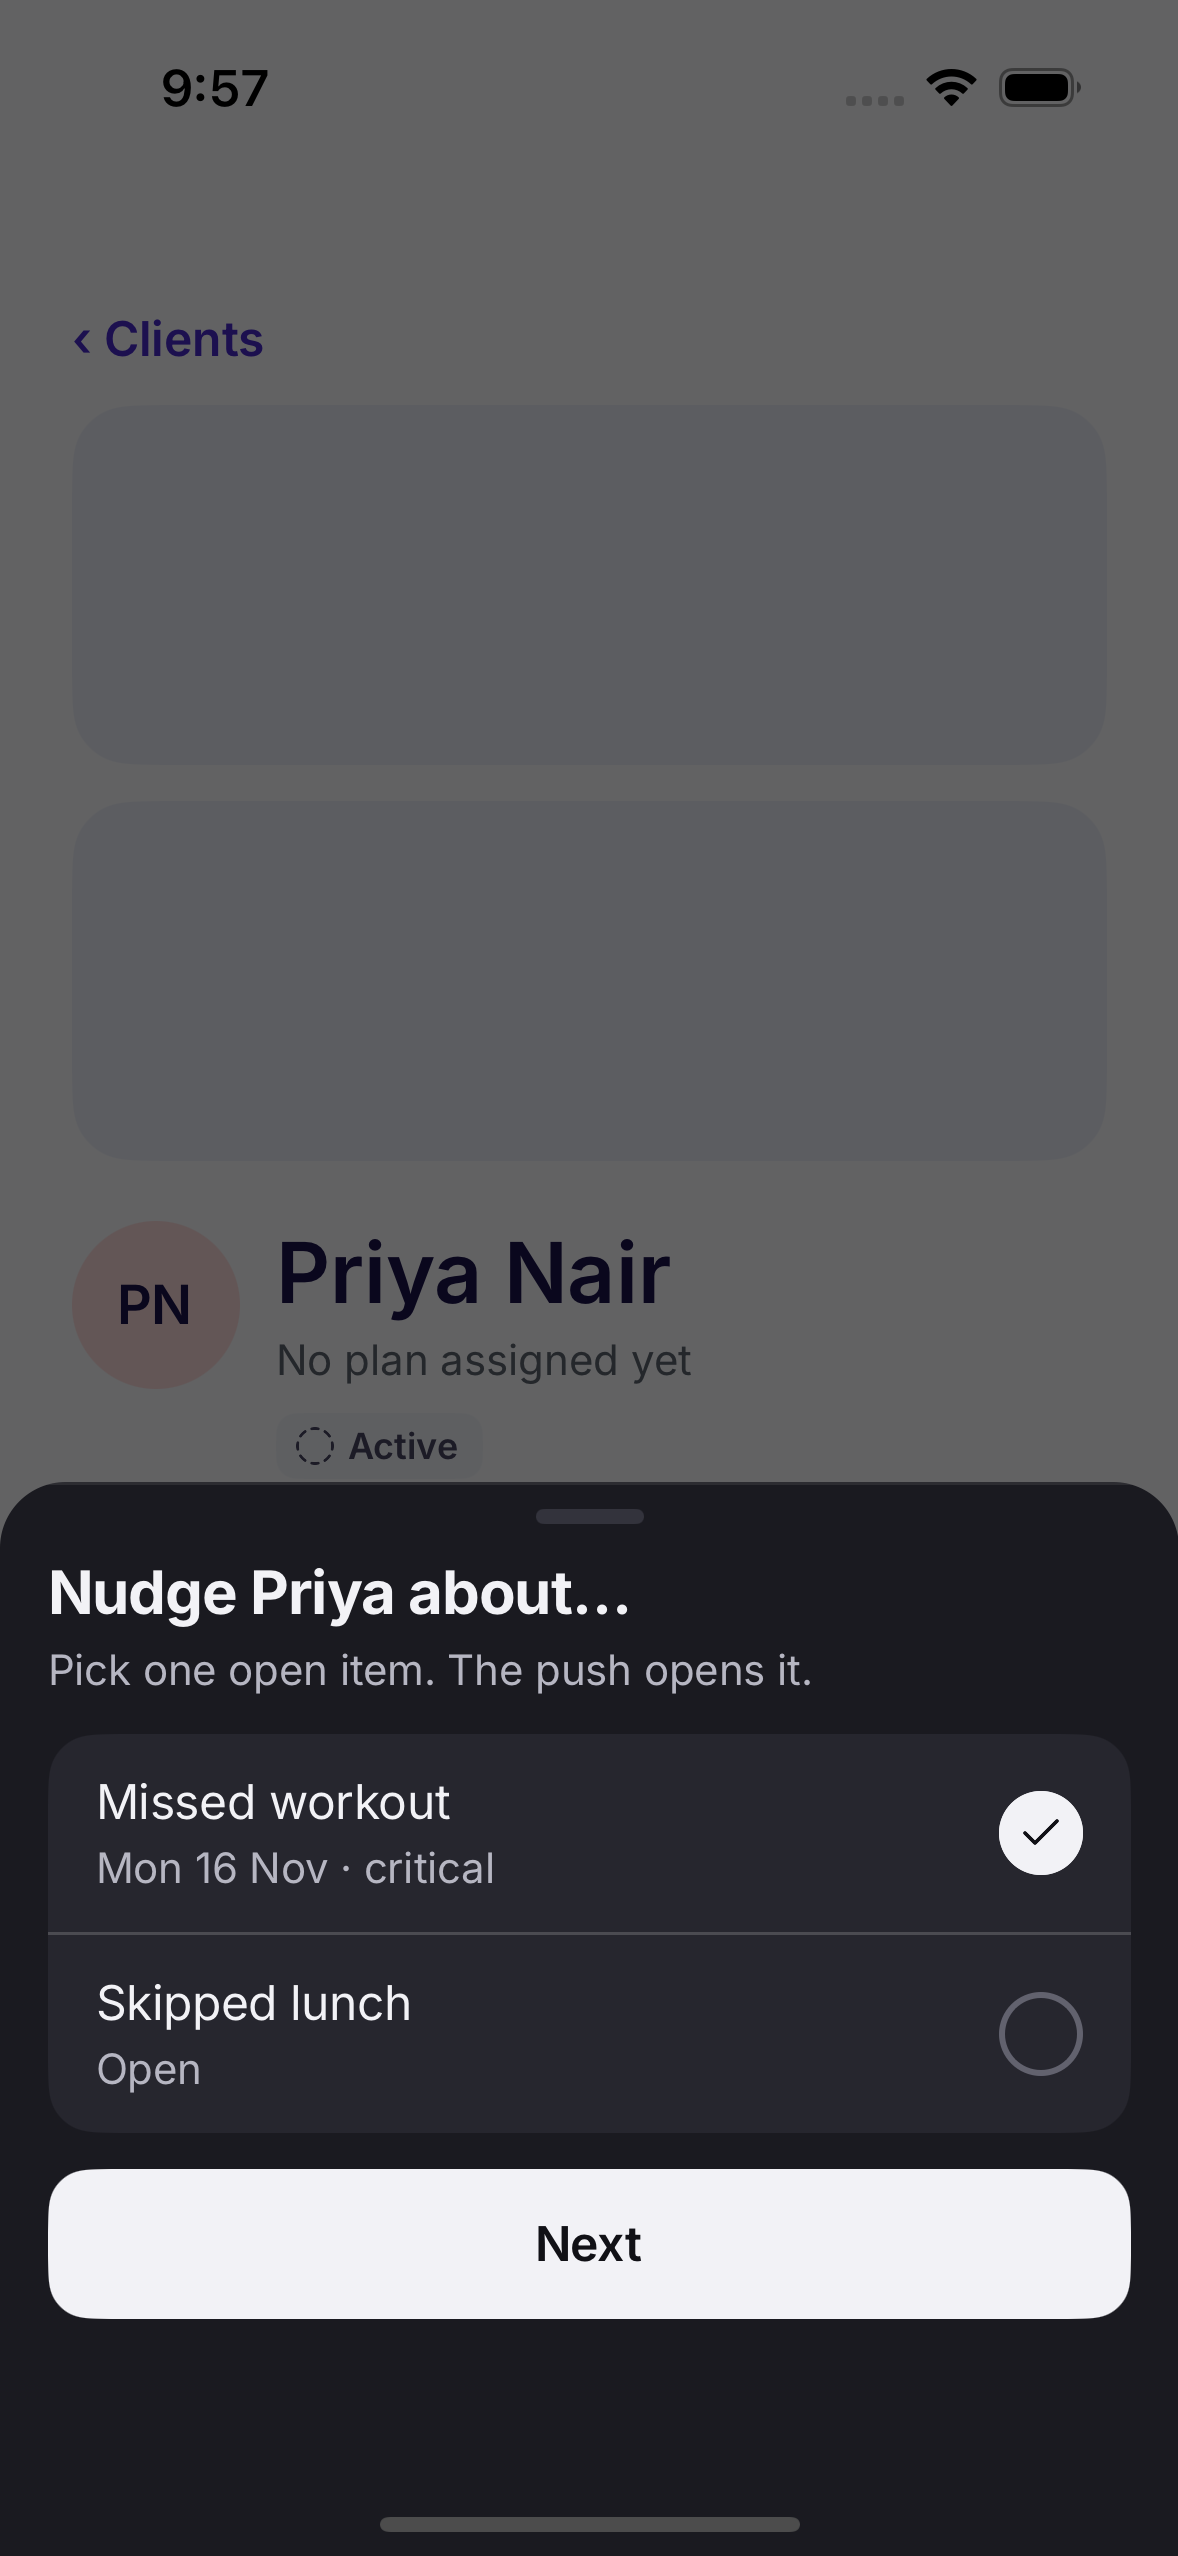 9:57
‹ Clients
PN
Priya Nair
No plan assigned yet
Active
Nudge Priya about…
Pick one open item. The push opens it.
Missed workout
Mon 16 Nov · critical
Skipped lunch
Open
Next